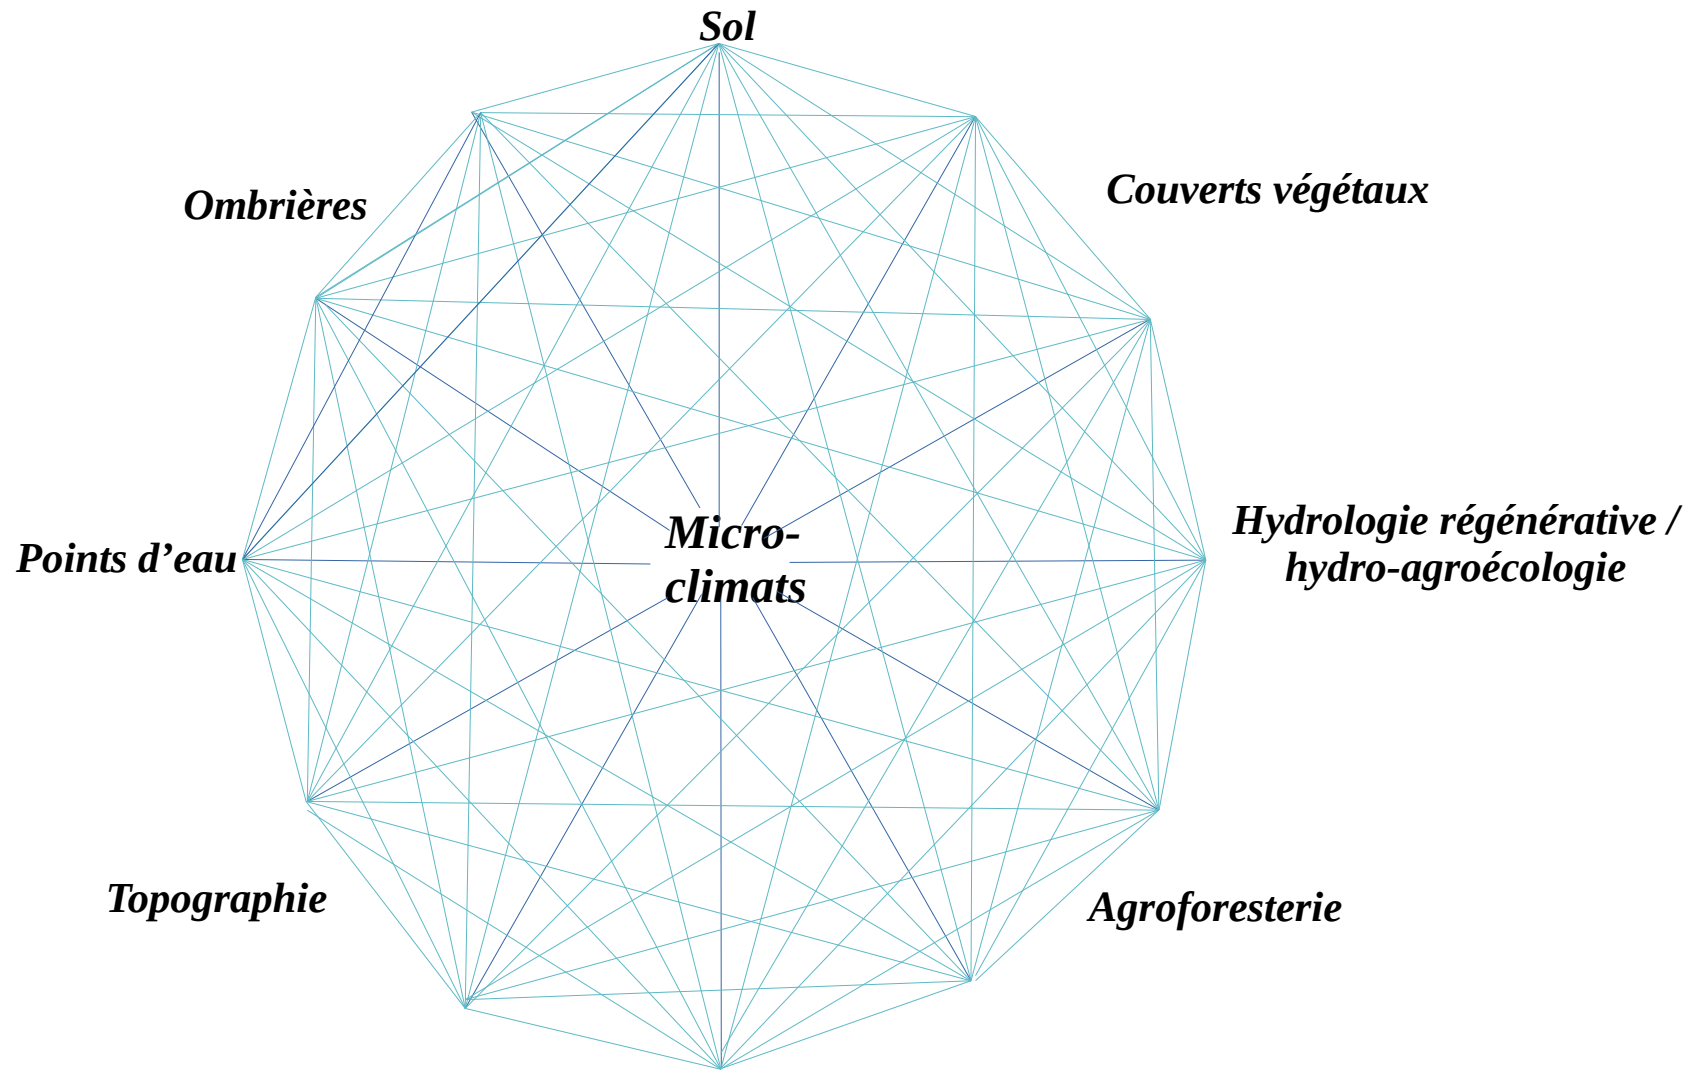 Sol
Ombrières
Couverts végétaux
Micro-
climats
Points d’eau
Hydrologie régénérative /
hydro-agroécologie
Topographie
Agroforesterie